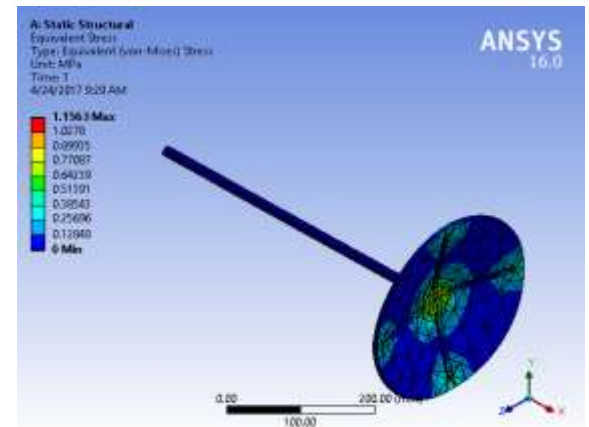 A: Static Structural
Equivalent Stress
Type: Equivalent (von-Mises) Stress
Unit: MPa
Time: 1
4/24/2017 9:20 AM
ANSYS
16.0
1.1563 Max
1.0278
0.89935
0.77087
0.64239
0.51391
0.38543
0.25696
0.12848
0 Min
0.00
200.00 (mm)
100.00
Y
Z
X